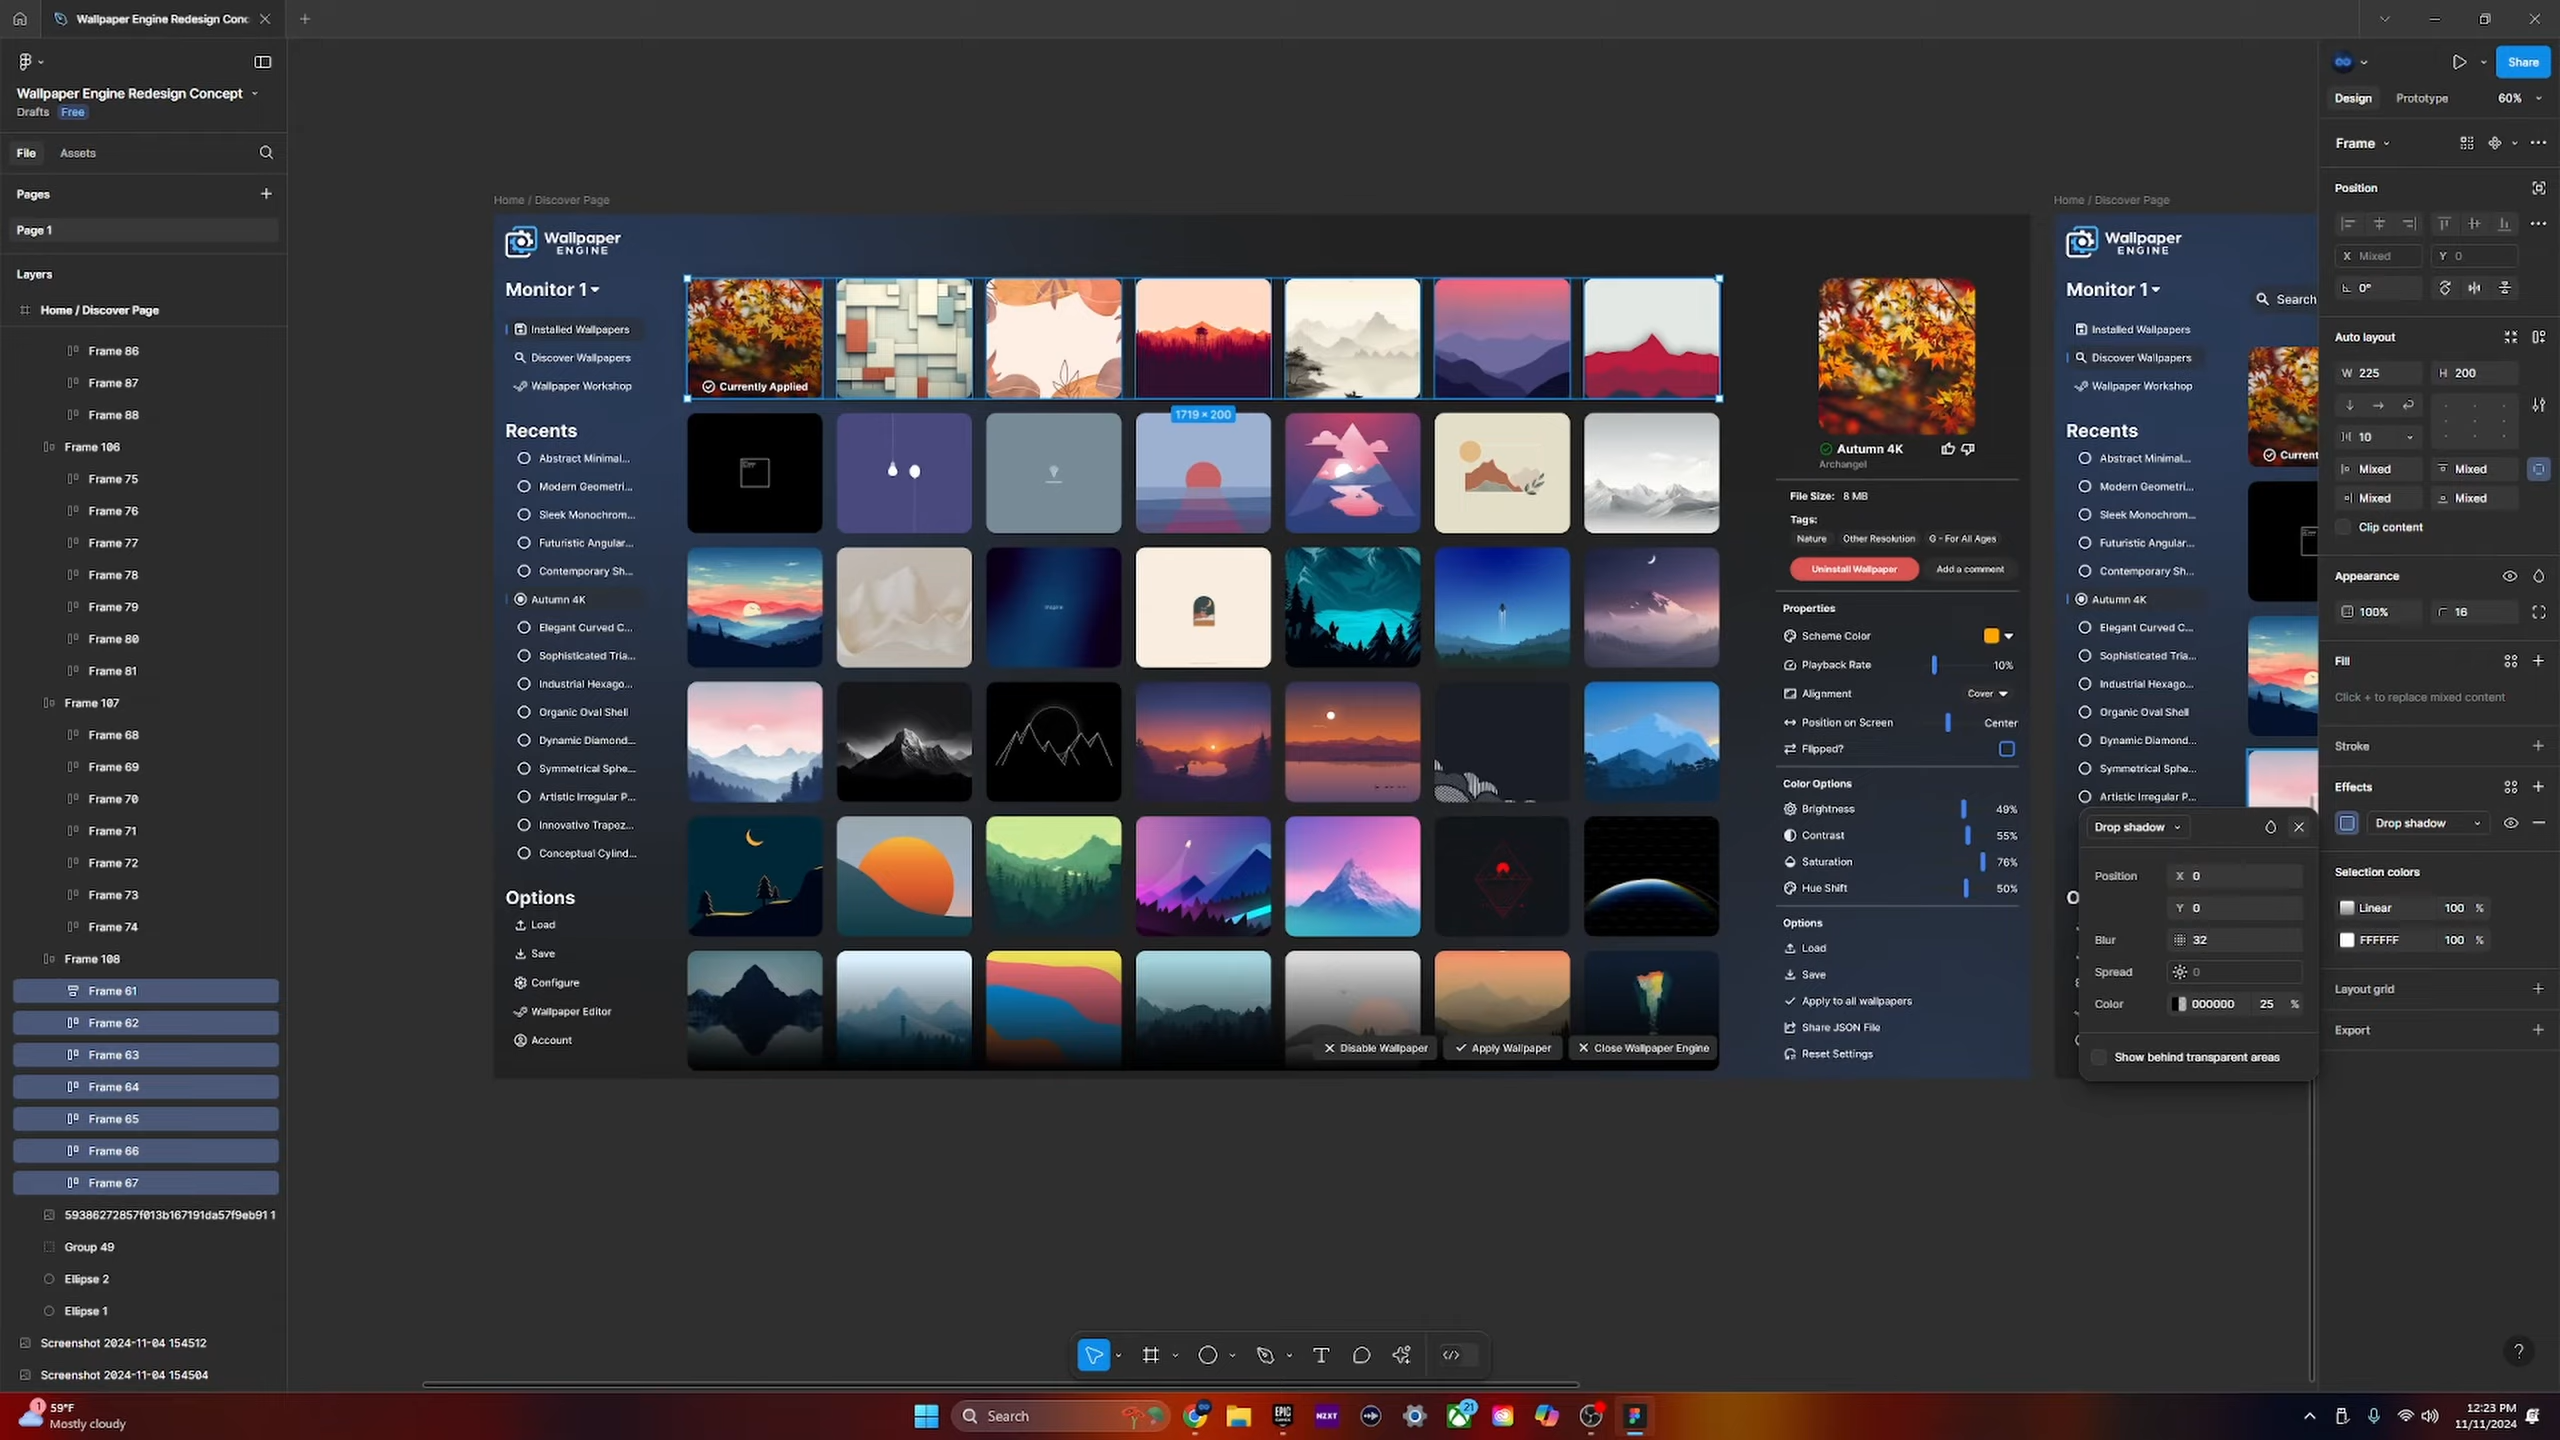 Wallpaper Engine Redesign Conc
Wallpaper Engine Redesign Concept
Drafts Free
File Assets
Pages
Page 1
Layers
Home / Discover Page
Frame 86
Frame 87
Frame 88
Frame 106
Frame 75
Frame 76
Frame 77
Frame 78
Frame 79
Frame 80
Frame 81
Frame 107
Frame 68
Frame 69
Frame 70
Frame 71
Frame 72
Frame 73
Frame 74
Frame 108
Frame 61
Frame 62
Frame 63
Frame 64
Frame 65
Frame 66
Frame 67
59386272857f013b167191da57f9eb91 1
Group 49
Ellipse 2
Ellipse 1
Screenshot 2024-11-04 154512
Screenshot 2024-11-04 154504
Home / Discover Page
Wallpaper
ENGINE
Monitor 1
Installed Wallpapers
Discover Wallpapers
Wallpaper Workshop
Recents
Abstract Minimal...
Modern Geometri...
Sleek Monochrom...
Futuristic Angular...
Contemporary Sh...
Autumn 4K
Elegant Curved C...
Sophisticated Tria...
Industrial Hexago...
Organic Oval Shell
Dynamic Diamond...
Symmetrical Sphe...
Artistic Irregular P...
Innovative Trapez...
Conceptual Cylind...
Options
Load
Save
Configure
Wallpaper Editor
Account
Currently Applied
1719 × 200
Inspire
Disable Wallpaper
Apply Wallpaper
Close Wallpaper Engine
Autumn 4K
Archangel
File Size: 8 MB
Tags:
Nature Other Resolution G - For All Ages
Uninstall Wallpaper Add a comment
Properties
Scheme Color
Playback Rate 10%
Alignment Cover
Position on Screen Center
Flipped?
Color Options
Brightness 49%
Contrast 55%
Saturation 76%
Hue Shift 50%
Options
Load
Save
Apply to all wallpapers
Share JSON File
Reset Settings
Home / Discover Page
Wallpaper
ENGINE
Monitor 1
Search
Installed Wallpapers
Discover Wallpapers
Wallpaper Workshop
Recents
Abstract Minimal...
Current
Modern Geometri...
Sleek Monochrom...
Futuristic Angular...
Contemporary Sh...
Autumn 4K
Elegant Curved C...
Sophisticated Tria...
Industrial Hexago...
Organic Oval Shell
Dynamic Diamond...
Symmetrical Sphe...
Artistic Irregular P...
O
Drop shadow
Position X 0
Y 0
Blur 32
Spread 0
Color 000000 25 %
Show behind transparent areas
Share
Design Prototype 60%
Frame
Position
X Mixed Y 0
0°
Auto layout
W 225 H 200
10
Mixed Mixed
Mixed Mixed
Clip content
Appearance
100% 16
Fill
Click + to replace mixed content
Stroke
Effects
Drop shadow
Selection colors
Linear 100 %
FFFFFF 100 %
Layout grid
Export
?
1
59°F
Mostly cloudy
Search
EPIC
GAMES
NZXT
21
12:23 PM
11/11/2024